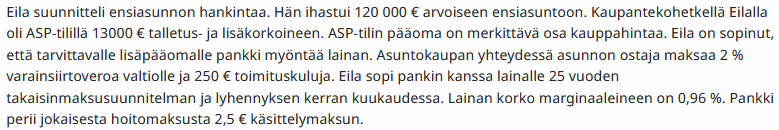 Eila suunnitteli ensiasunnon hankintaa. Hän ihastui 120 000 € arvoiseen ensiasuntoon. Kaupantekohetkellä Eilalla
oli ASP-tilillä 13000 € talletus- ja lisäkorkoineen. ASP-tilin pääoma on merkittävä osa kauppahintaa. Eila on sopinut,
että tarvittavalle lisäpääomalle pankki myöntää lainan. Asuntokaupan yhteydessä asunnon ostaja maksaa 2 %
varainsiirtoveroa valtiolle ja 250 € toimituskuluja. Eila sopi pankin kanssa lainalle 25 vuoden
takaisinmaksusuunnitelman ja lyhennyksen kerran kuukaudessa. Lainan korko marginaaleineen on 0,96 %. Pankki
perii jokaisesta hoitomaksusta 2,5 € käsittelymaksun.